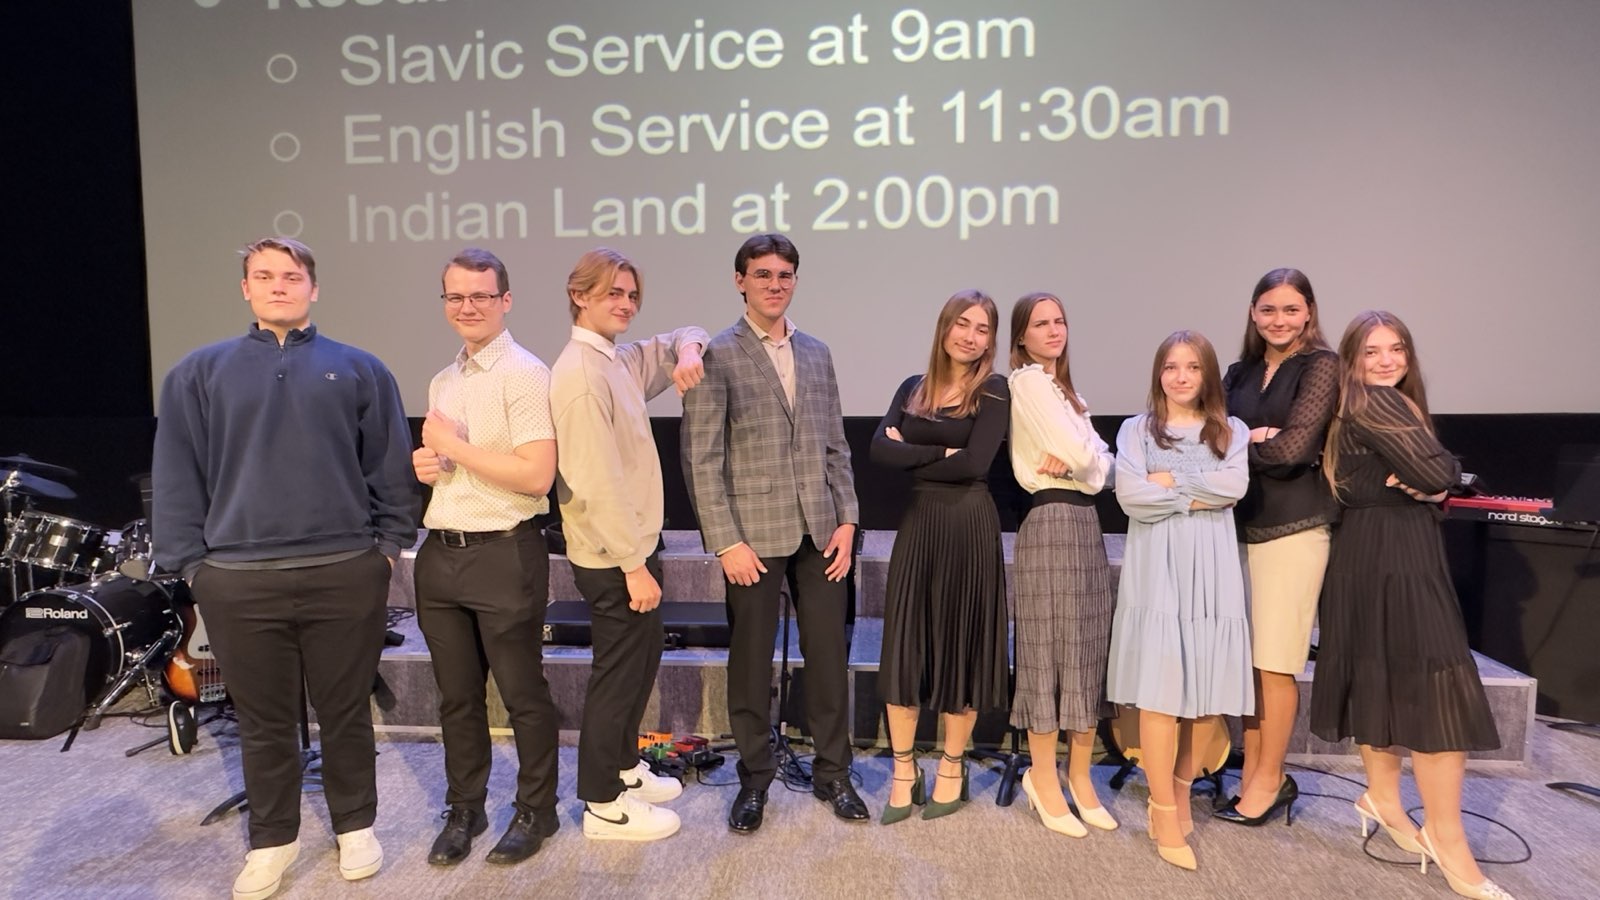 Slavic Service at 9am
English Service at 11:30am
Indian Land at 2:00pm
Roland
nord stage